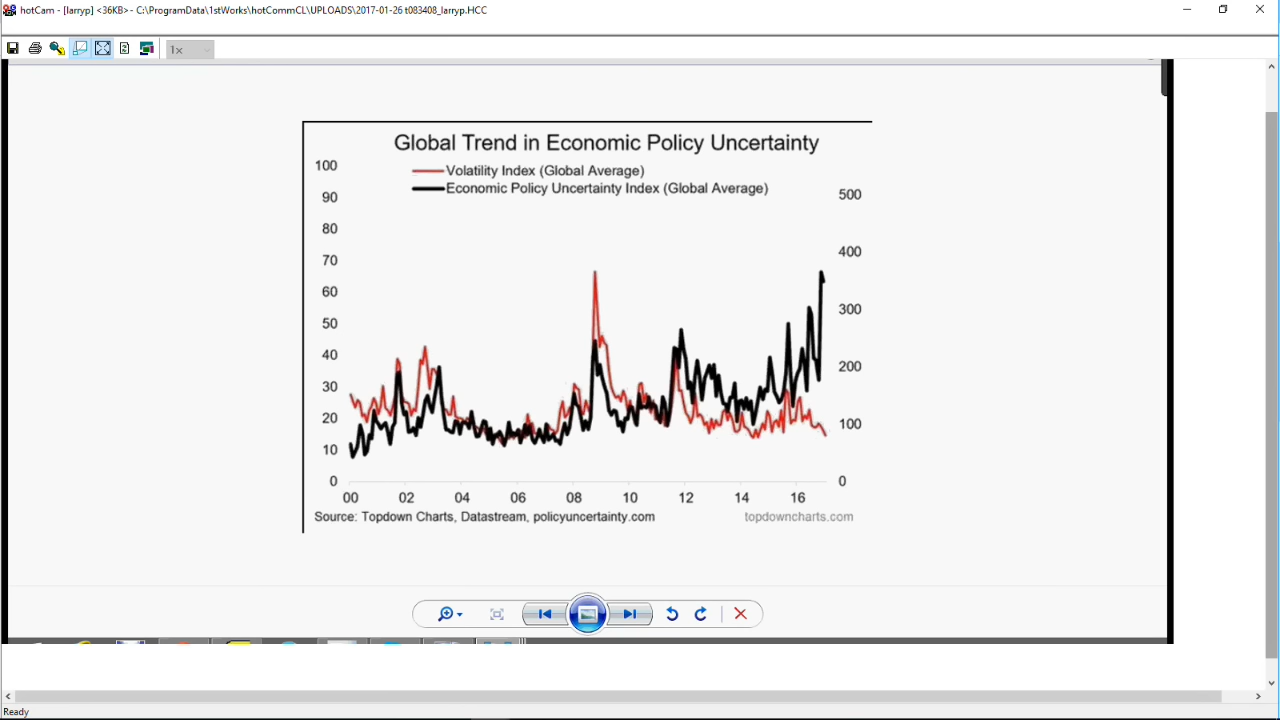 hotCam - [larryp] <36KB> - C:\ProgramData\1stWorks\hotCommCL\UPLOADS\2017-01-26 t083408_larryp.HCC
1x
Global Trend in Economic Policy Uncertainty
Volatility Index (Global Average)
Economic Policy Uncertainty Index (Global Average)
100
90
80
70
60
50
40
30
20
10
0
500
400
300
200
100
0
00 02 04 06 08 10 12 14 16
Source: Topdown Charts, Datastream, policyuncertainty.com topdowncharts.com
Ready